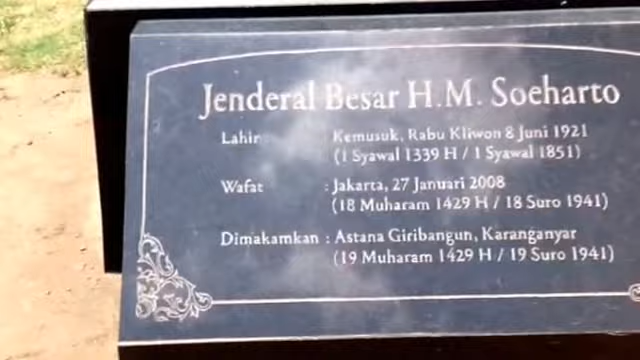 Jenderal Besar H.M. Soeharto
Lahir Kemusuk, Rabu Kliwon 8 Juni 1921
(1 Syawal 1339 H / 1 Syawal 1851)
Wafat : Jakarta, 27 Januari 2008
(18 Muharam 1429 H / 18 Suro 1941)
Dimakamkan : Astana Giribangun, Karanganyar
(19 Muharam 1429 H / 19 Suro 1941)